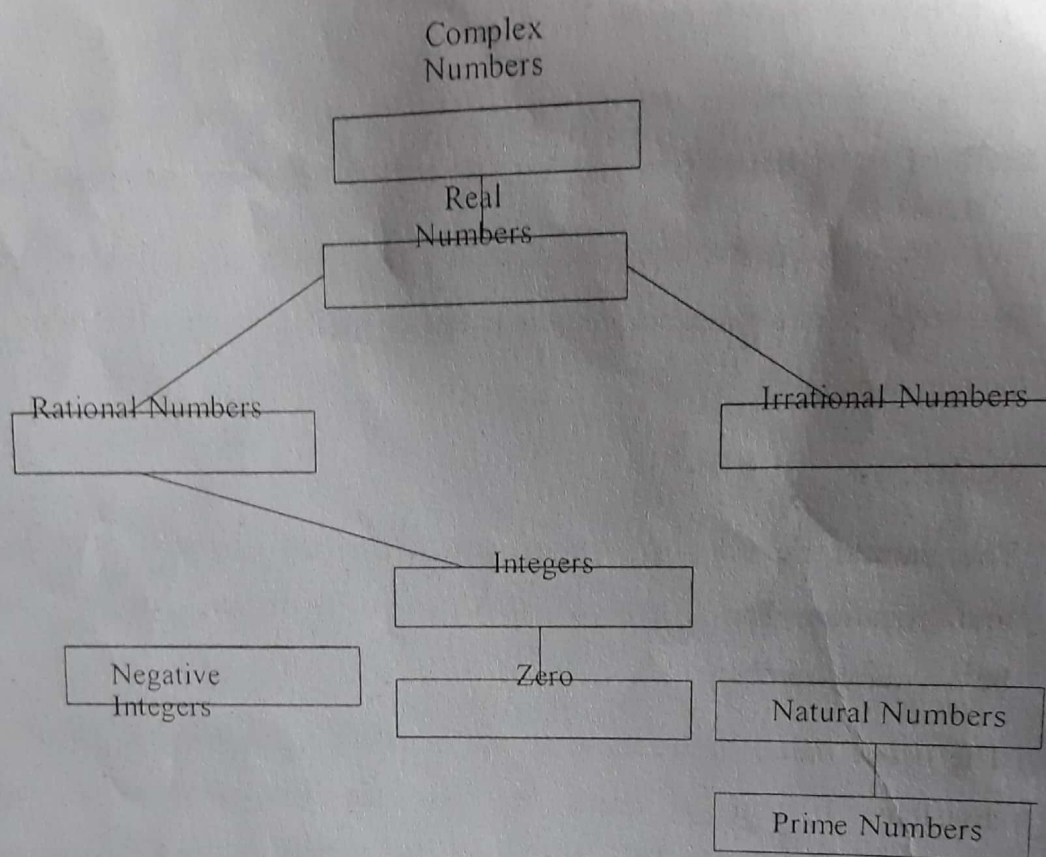 Complex
Numbers
Real
Numbers
Rational Numbers
Irrational Numbers
Integers
Negative
Integers
Zero
Natural Numbers
Prime Numbers